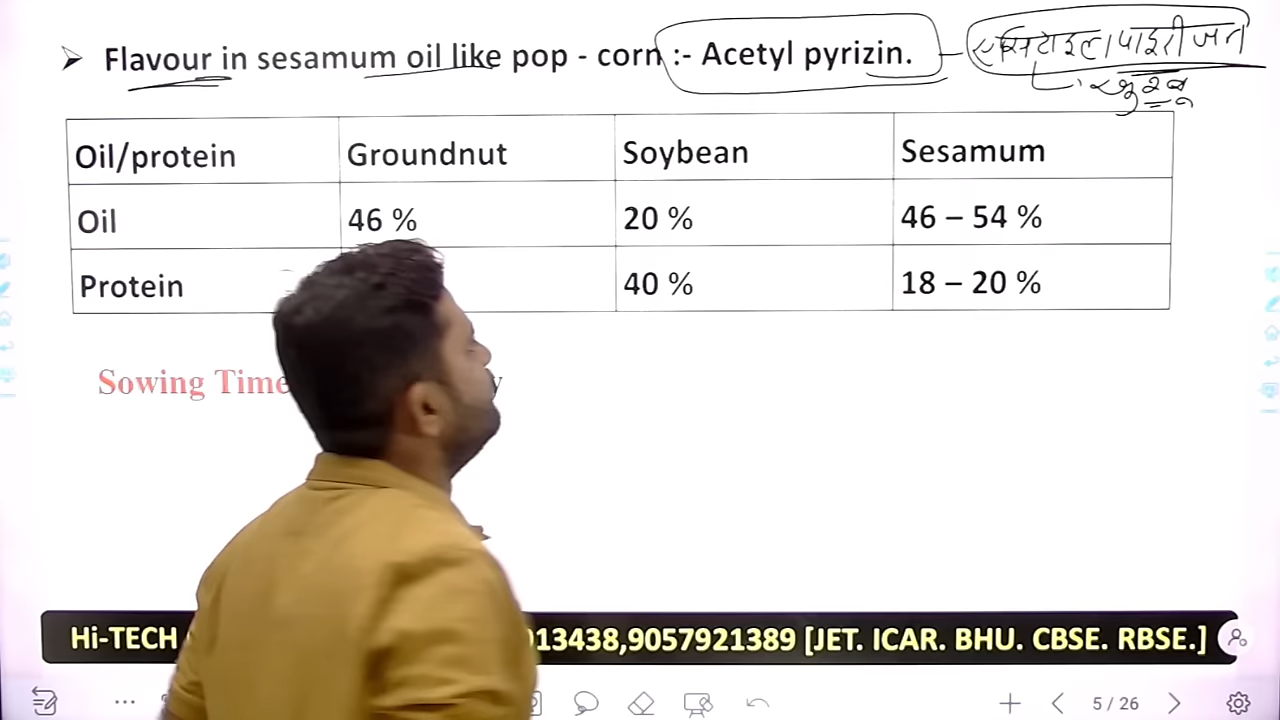 ➢ Flavour in sesamum oil like pop - corn :- Acetyl pyrizin. – एसिटाइल पाइरीजन
खुशबू
Oil/protein Groundnut Soybean Sesamum
Oil 46 % 20 % 46 – 54 %
Protein 40 % 18 – 20 %
Sowing Time
Hi-TECH 013438,9057921389 [JET. ICAR. BHU. CBSE. RBSE.]
5 / 26